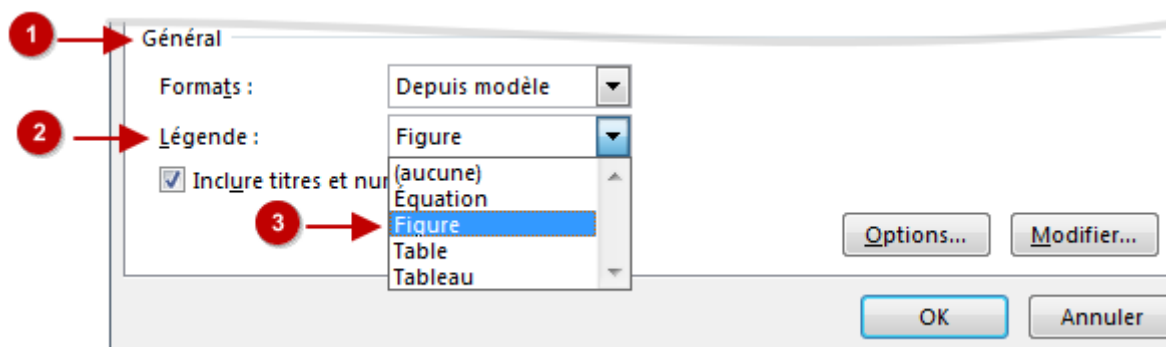 1 Général
Formats : Depuis modèle
2 Légende : Figure
Inclure titres et nu
(aucune)
Équation
3 Figure
Table
Tableau
Options... Modifier...
OK Annuler